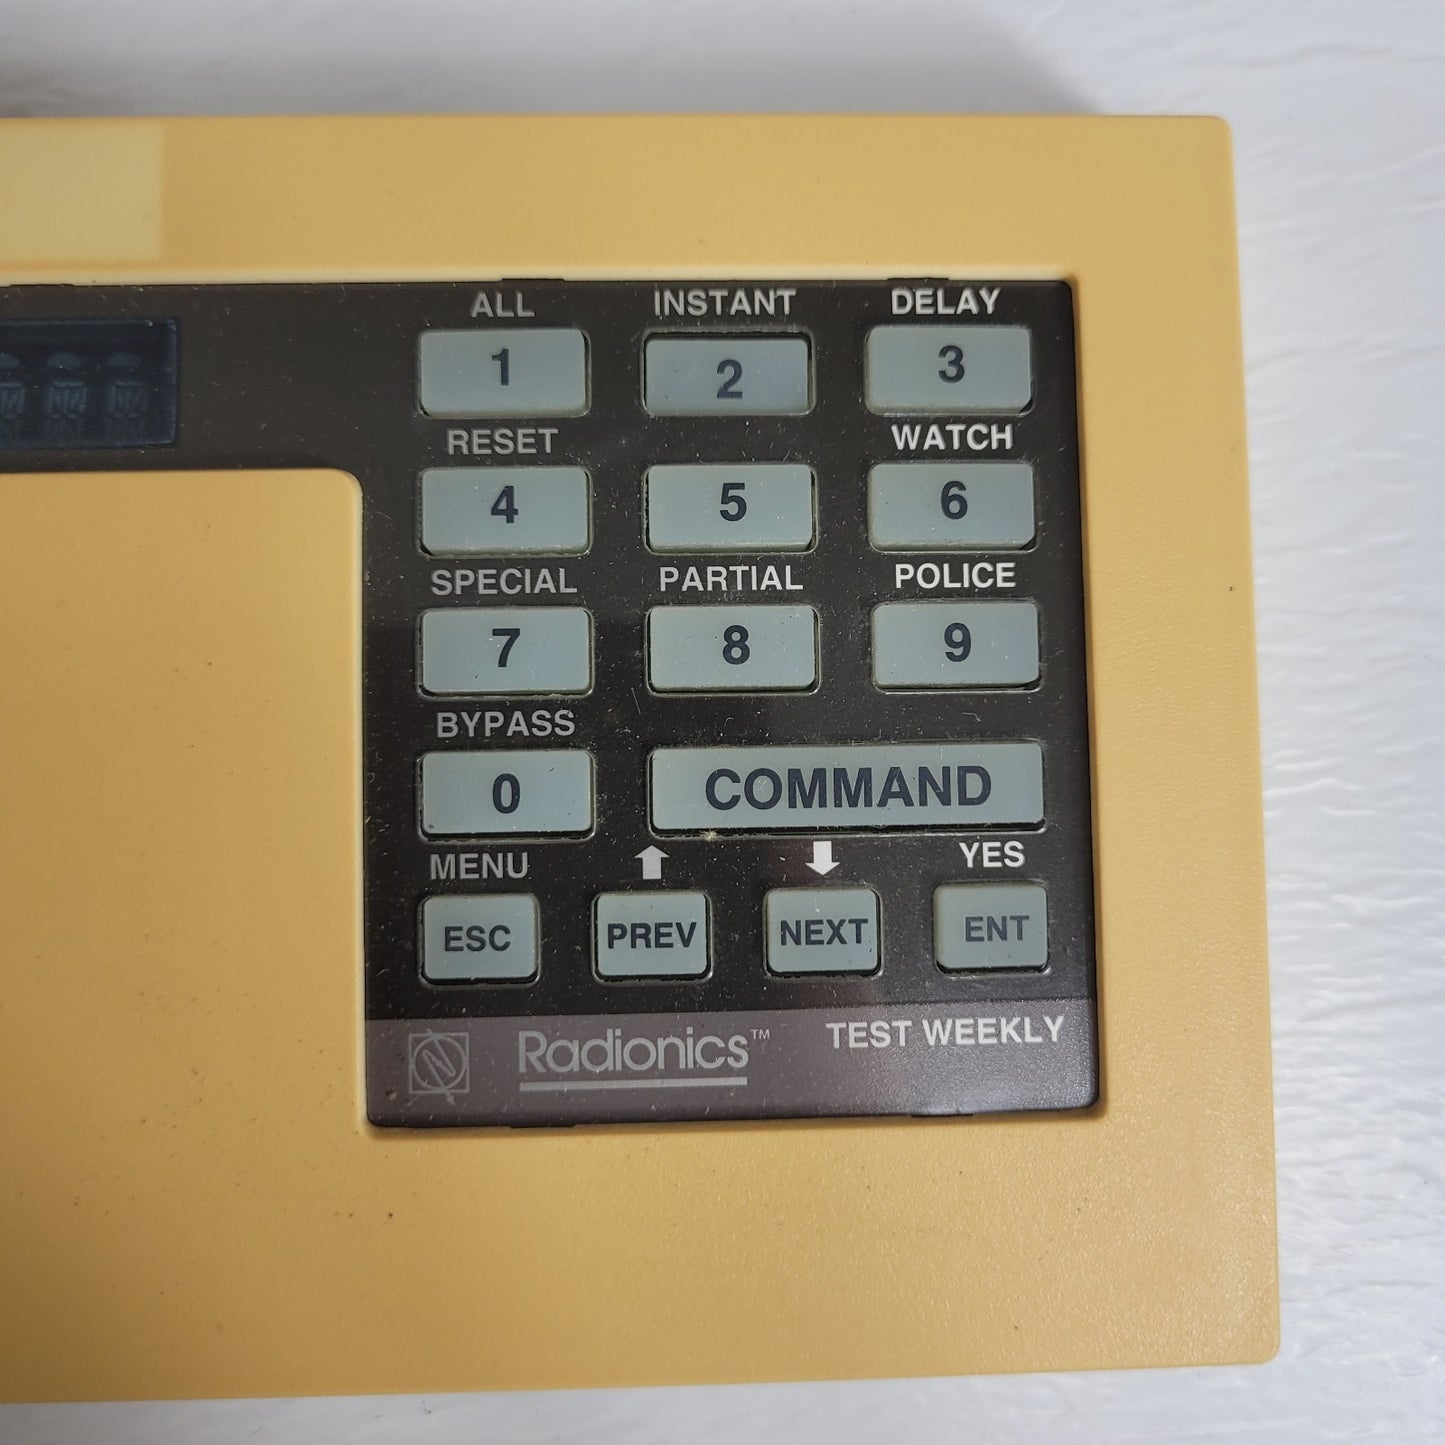 ALL INSTANT DELAY
1 2 3
RESET WATCH
4 5 6
SPECIAL PARTIAL POLICE
7 8 9
BYPASS
0 COMMAND
MENU YES
ESC PREV NEXT ENT
Radionics™ TEST WEEKLY